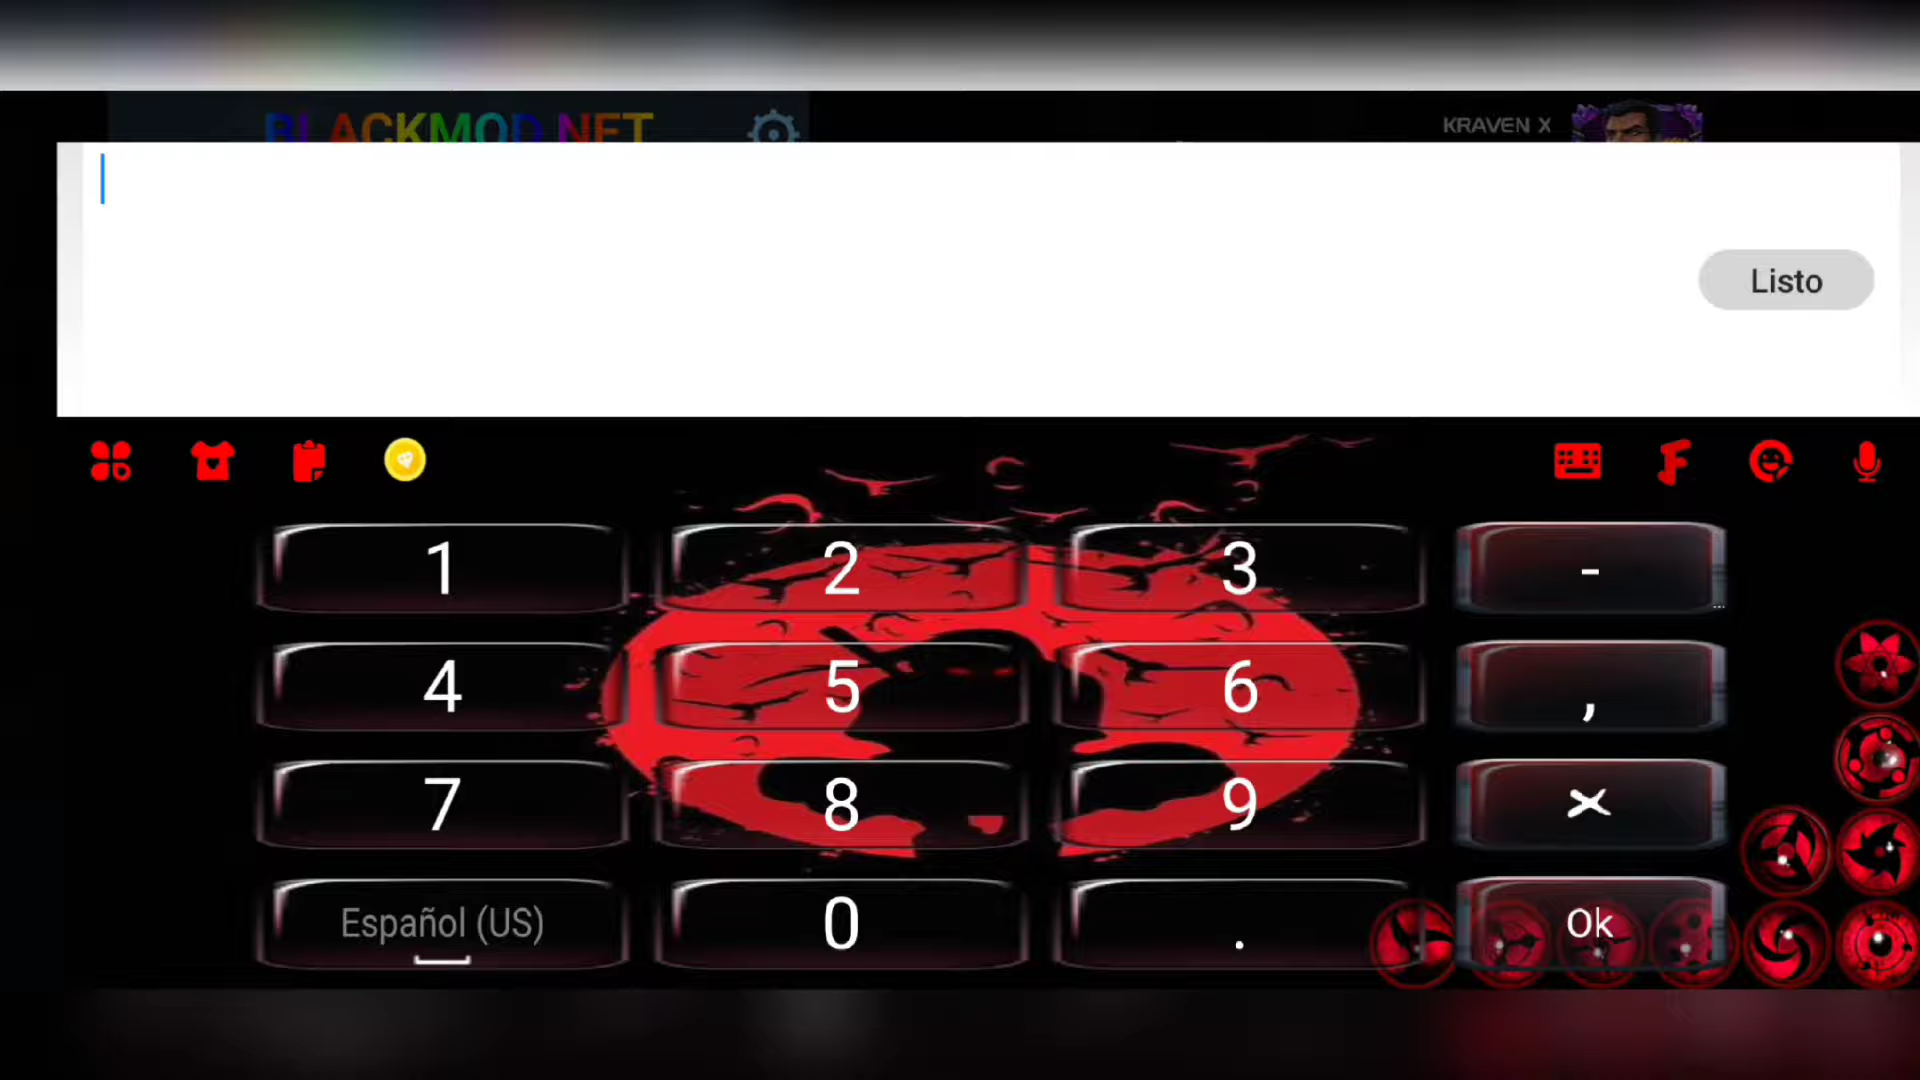 BLACKMOD.NET
KRAVEN X
Listo
1 2 3 -
4 5 6 ,
7 8 9
Español (US) 0 . Ok